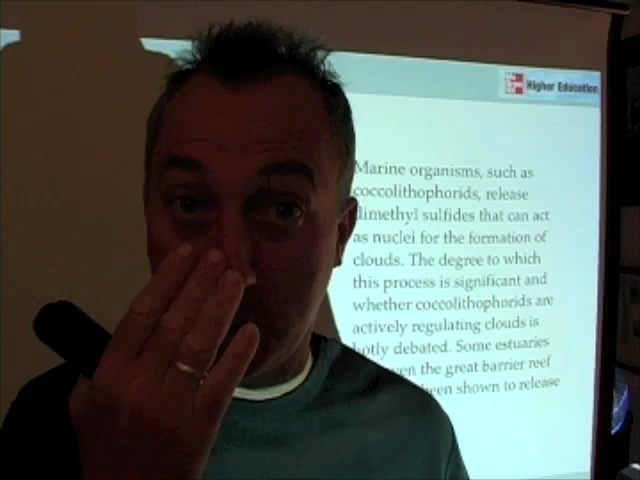 Higher Education
Marine organisms, such as
coccolithophorids, release
dimethyl sulfides that can act
as nuclei for the formation of
clouds. The degree to which
this process is significant and
whether coccolithophorids are
actively regulating clouds is
hotly debated. Some estuaries
the great barrier reef
been shown to release